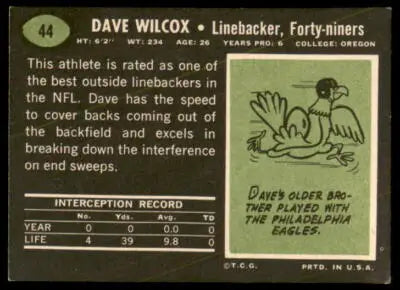 44
DAVE WILCOX • Linebacker, Forty-niners
HT: 6'2" WT: 234 AGE: 26 YEARS PRO: 6 COLLEGE: OREGON
This athlete is rated as one of
the best outside linebackers in
the NFL. Dave has the speed
to cover backs coming out of
the backfield and excels in
breaking down the interference
on end sweeps.
INTERCEPTION RECORD
No. Yds. Avg. TD
YEAR 0 0 0.0 0
LIFE 4 39 9.8 0
DAVE'S OLDER BRO-
THER PLAYED WITH
THE PHILADELPHIA
EAGLES.
©T.C.G. PRTD. IN U.S.A.